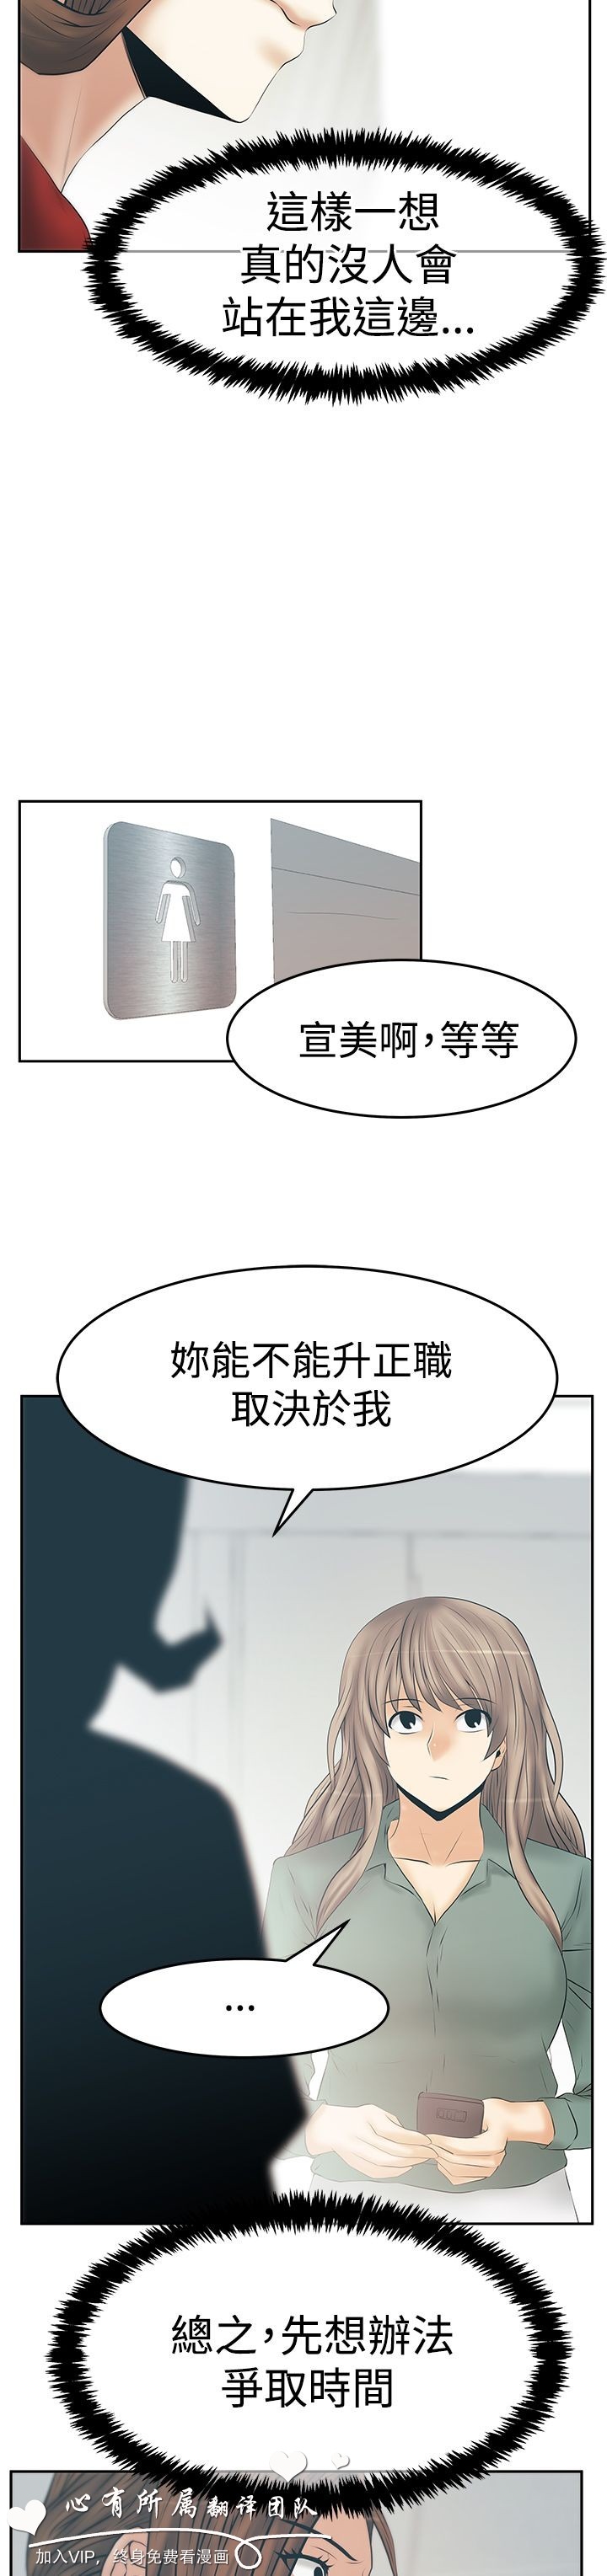 這樣一想
真的沒人會
站在我這邊...
宣美啊，等等
妳能不能升正職
取決於我
...
總之，先想辦法
爭取時間
心有所属翻译团队
加入VIP，终身免费看漫画